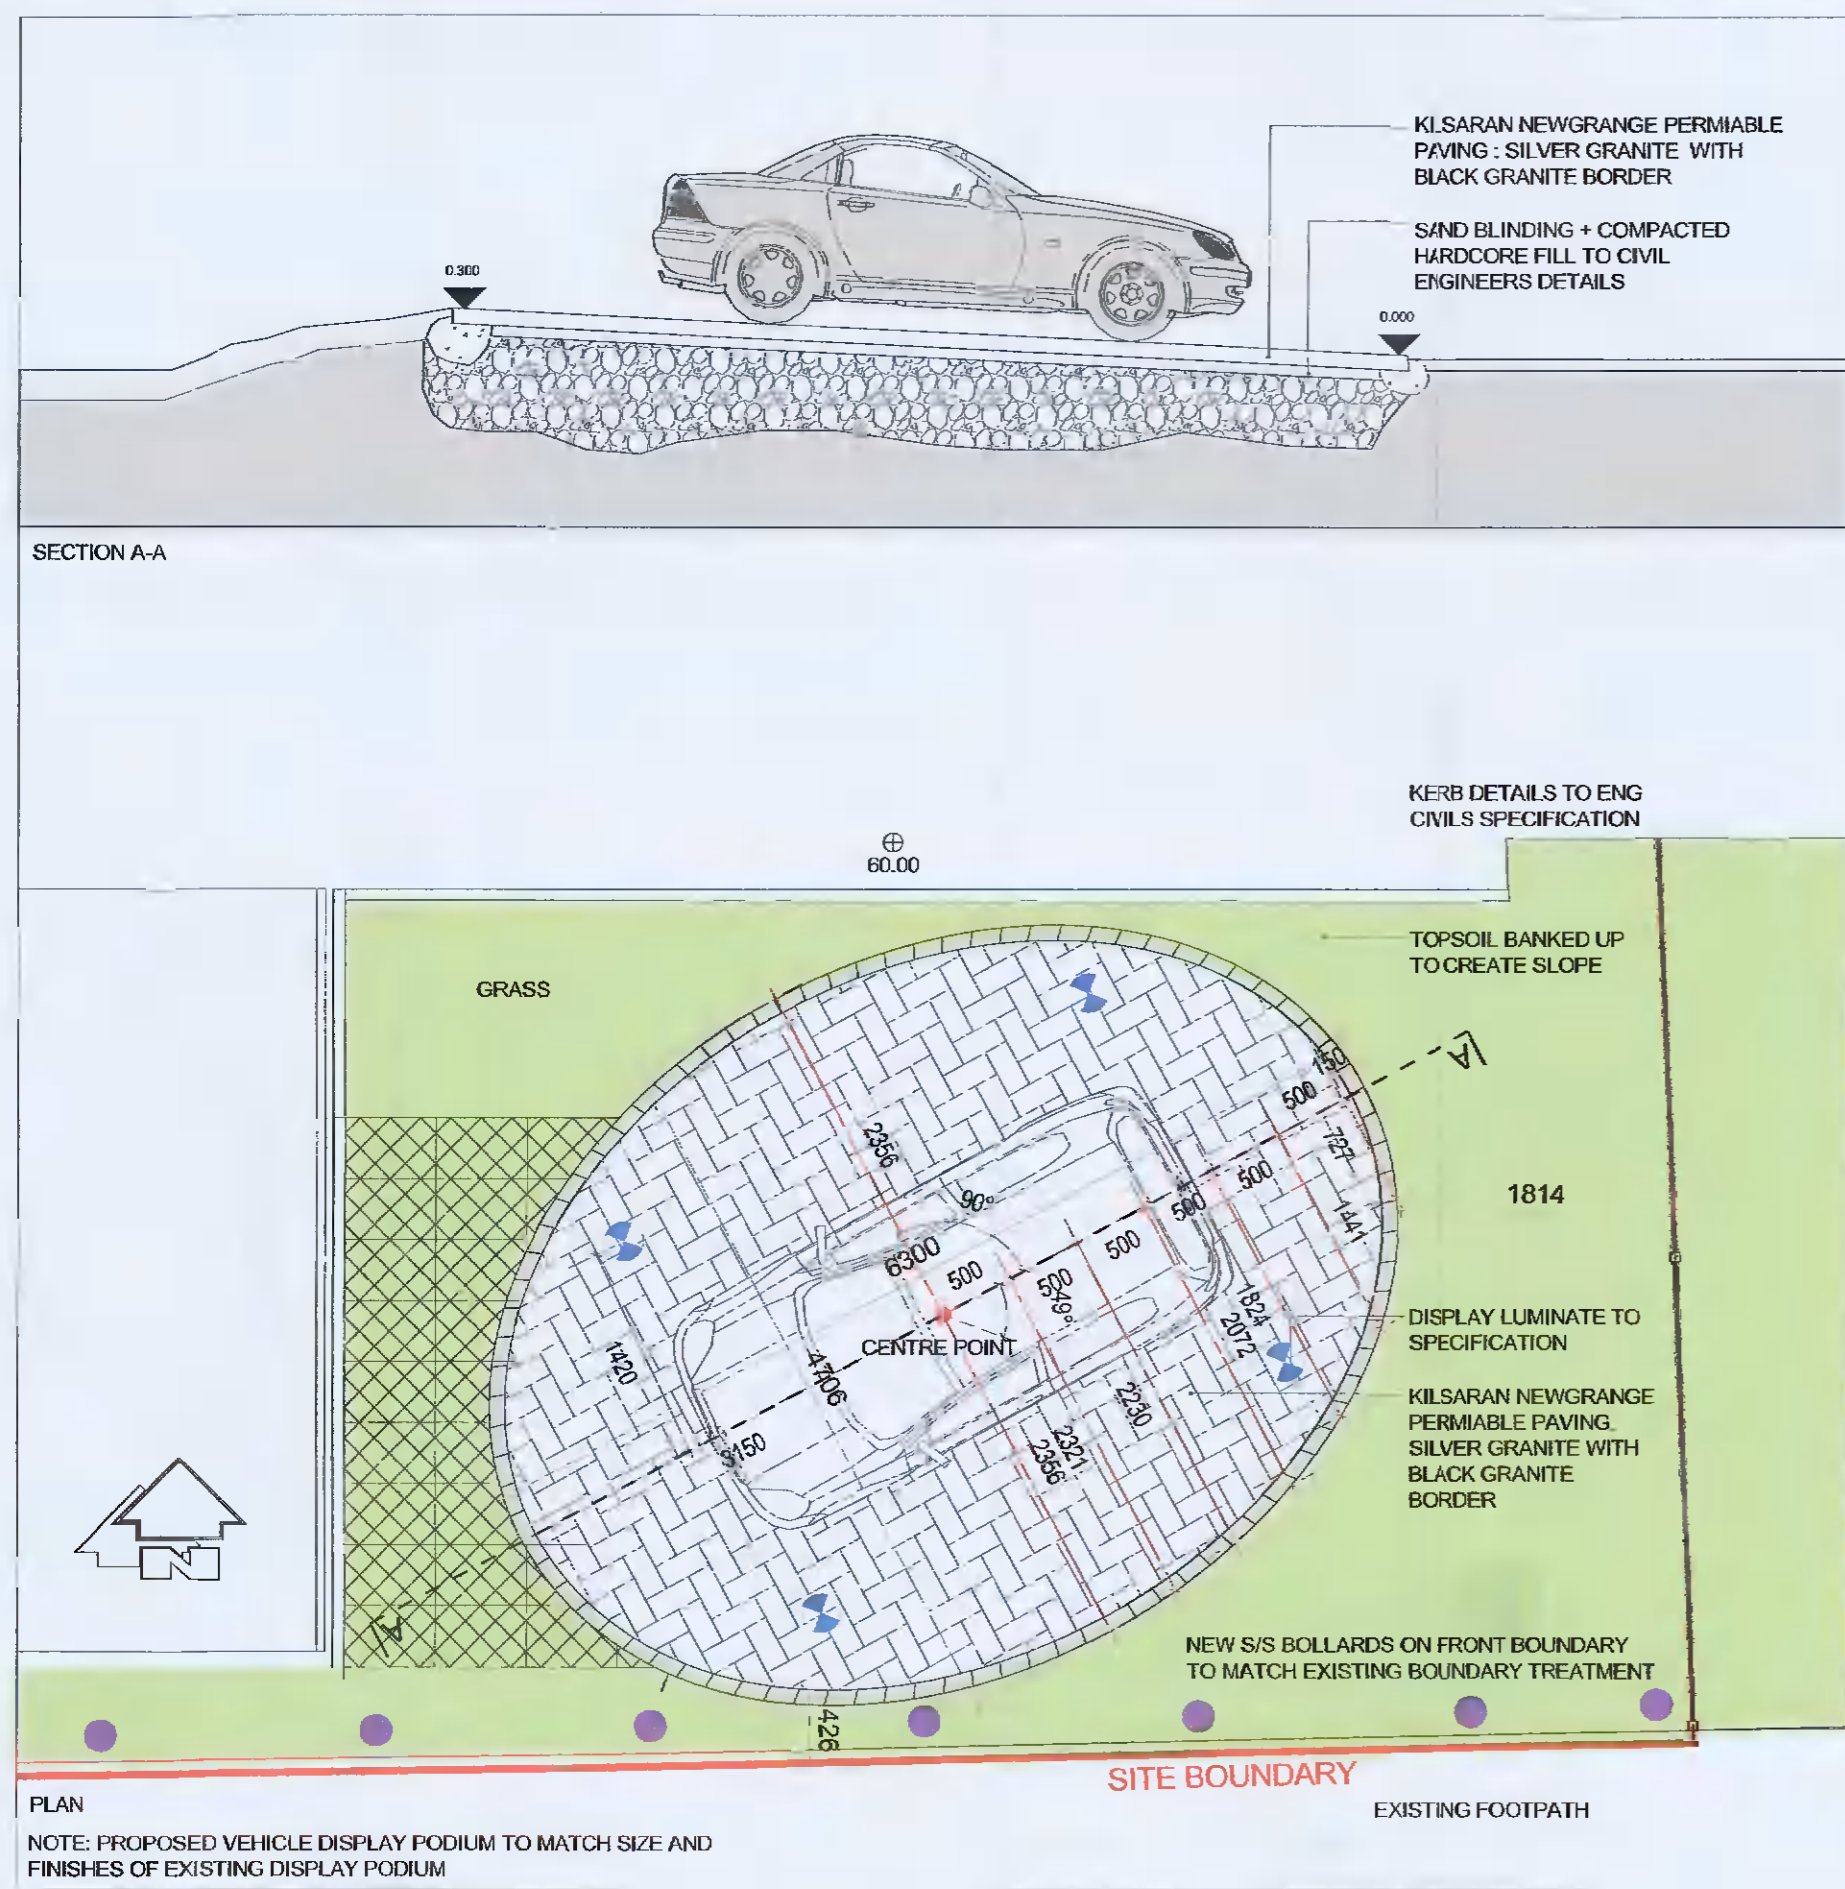 KILSARAN NEWGRANGE PERMIABLE
PAVING : SILVER GRANITE WITH
BLACK GRANITE BORDER
SAND BLINDING + COMPACTED
HARDCORE FILL TO CIVIL
ENGINEERS DETAILS
0.300
0.000
SECTION A-A
KERB DETAILS TO ENG
CIVILS SPECIFICATION
60.00
TOPSOIL BANKED UP
TO CREATE SLOPE
GRASS
A
150
500
727
2356
500
1441
1814
90°
500
6300
500
500
500
49°
1824
2072
CENTRE POINT
DISPLAY LUMINATE TO
SPECIFICATION
1420
4706
2230
KILSARAN NEWGRANGE
PERMIABLE PAVING.
SILVER GRANITE WITH
BLACK GRANITE
BORDER
3150
2321
2356
N
A
NEW S/S BOLLARDS ON FRONT BOUNDARY
TO MATCH EXISTING BOUNDARY TREATMENT
426
SITE BOUNDARY
PLAN
EXISTING FOOTPATH
NOTE: PROPOSED VEHICLE DISPLAY PODIUM TO MATCH SIZE AND
FINISHES OF EXISTING DISPLAY PODIUM